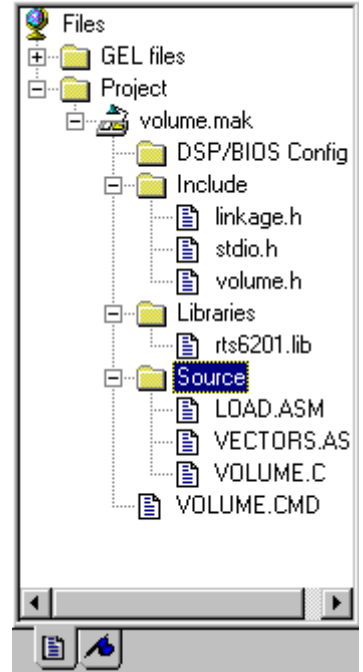 Files
GEL files
Project
volume.mak
DSP/BIOS Config
Include
linkage.h
stdio.h
volume.h
Libraries
rts6201.lib
Source
LOAD.ASM
VECTORS.AS
VOLUME.C
VOLUME.CMD